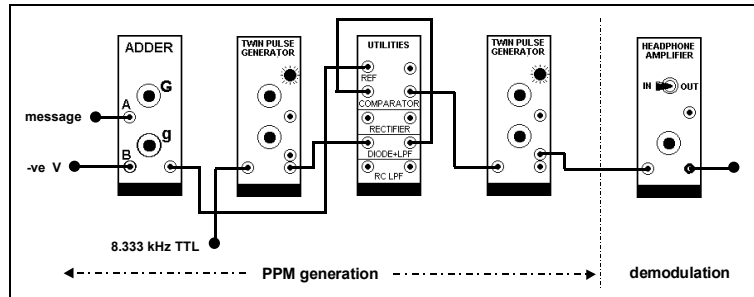 ADDER
G
A
g
B
message
-ve V
TWIN PULSE
GENERATOR
8.333 kHz TTL
UTILITIES
REF
COMPARATOR
RECTIFIER
DIODE+LPF
RC LPF
TWIN PULSE
GENERATOR
HEADPHONE
AMPLIFIER
IN OUT
PPM generation
demodulation